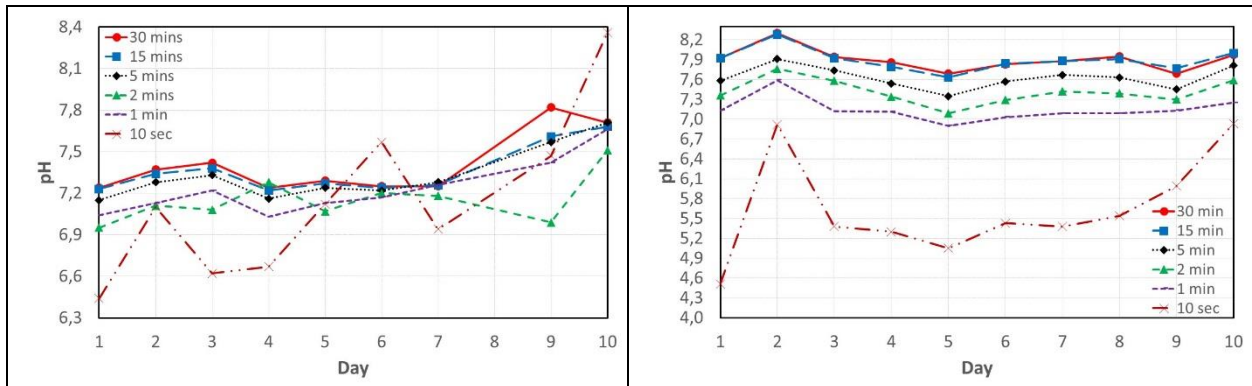 8,4
8,1
7,8
7,5
7,2
6,9
6,6
6,3
pH
30 mins
15 mins
5 mins
2 mins
1 min
10 sec
1 2 3 4 5 6 7 8 9 10
Day
8,2
7,9
7,6
7,3
7,0
6,7
6,4
6,1
5,8
5,5
5,2
4,9
4,6
4,3
4,0
pH
30 min
15 min
5 min
2 min
1 min
10 sec
1 2 3 4 5 6 7 8 9 10
Day